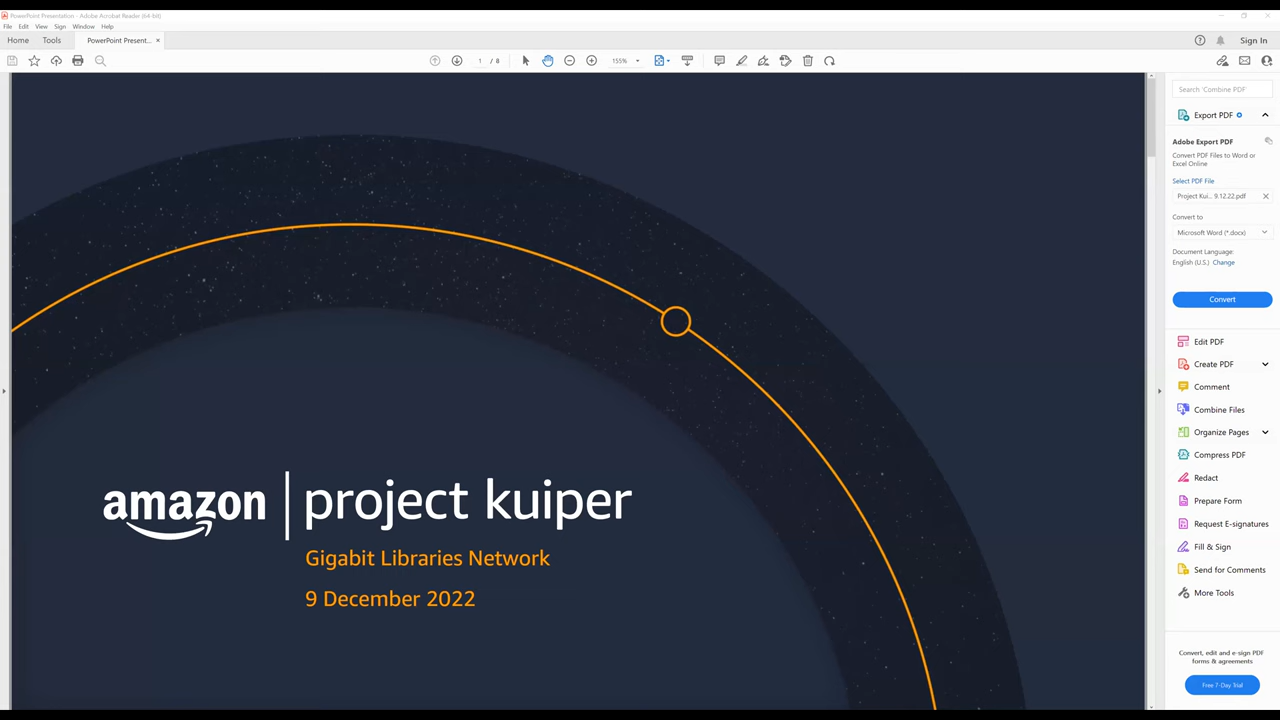 PowerPoint Presentation - Adobe Acrobat Reader (64-bit)
File Edit View Sign Window Help
Home Tools PowerPoint Present... × Sign In
1 / 8 155%
Search 'Combine PDF'
Export PDF
Adobe Export PDF
Convert PDF Files to Word or
Excel Online
Select PDF File
Project Kui... 9.12.22.pdf
Convert to
Microsoft Word (*.docx)
Document Language:
English (U.S.) Change
Convert
Edit PDF
Create PDF
Comment
Combine Files
Organize Pages
Compress PDF
Redact
Prepare Form
Request E-signatures
Fill & Sign
Send for Comments
More Tools
Convert, edit and e-sign PDF
forms & agreements
Free 7-Day Trial
amazon | project kuiper
Gigabit Libraries Network
9 December 2022